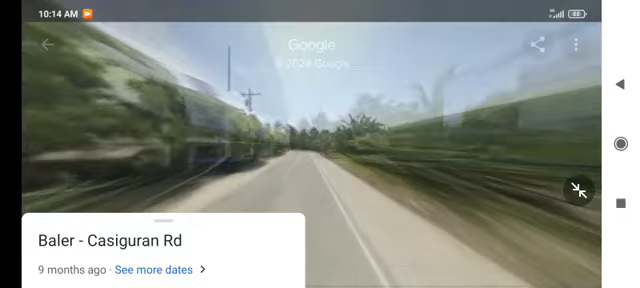 10:14 AM
Google
© 2024 Google
Baler - Casiguran Rd
9 months ago · See more dates